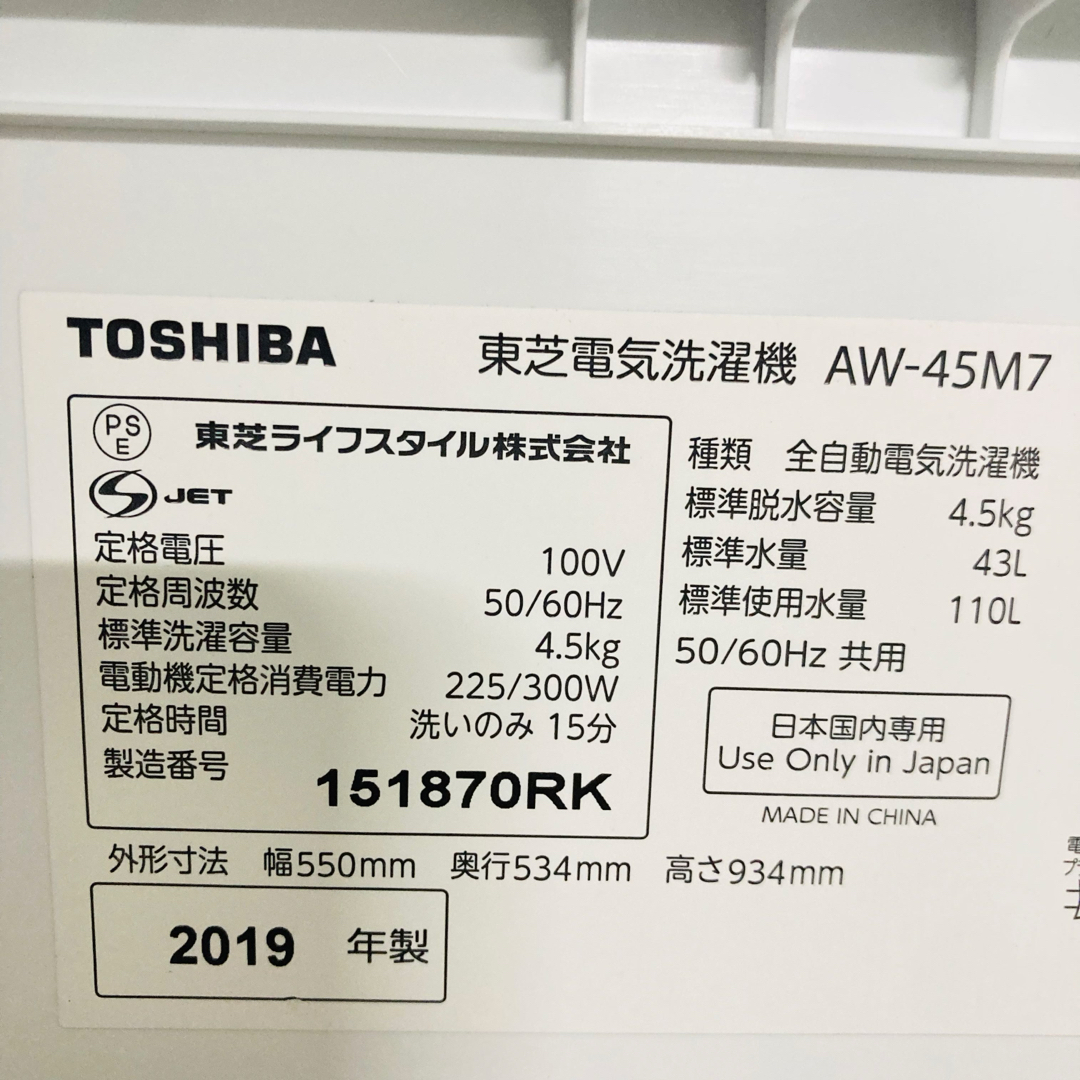 TOSHIBA
東芝電気洗濯機 AW-45M7
PSE
東芝ライフスタイル株式会社
JET
定格電圧 100V
定格周波数 50/60Hz
標準洗濯容量 4.5kg
電動機定格消費電力 225/300W
定格時間 洗いのみ 15分
製造番号 151870RK
種類 全自動電気洗濯機
標準脱水容量 4.5kg
標準水量 43L
標準使用水量 110L
50/60Hz 共用
日本国内専用
Use Only in Japan
MADE IN CHINA
外形寸法 幅550mm 奥行534mm 高さ934mm
2019 年製